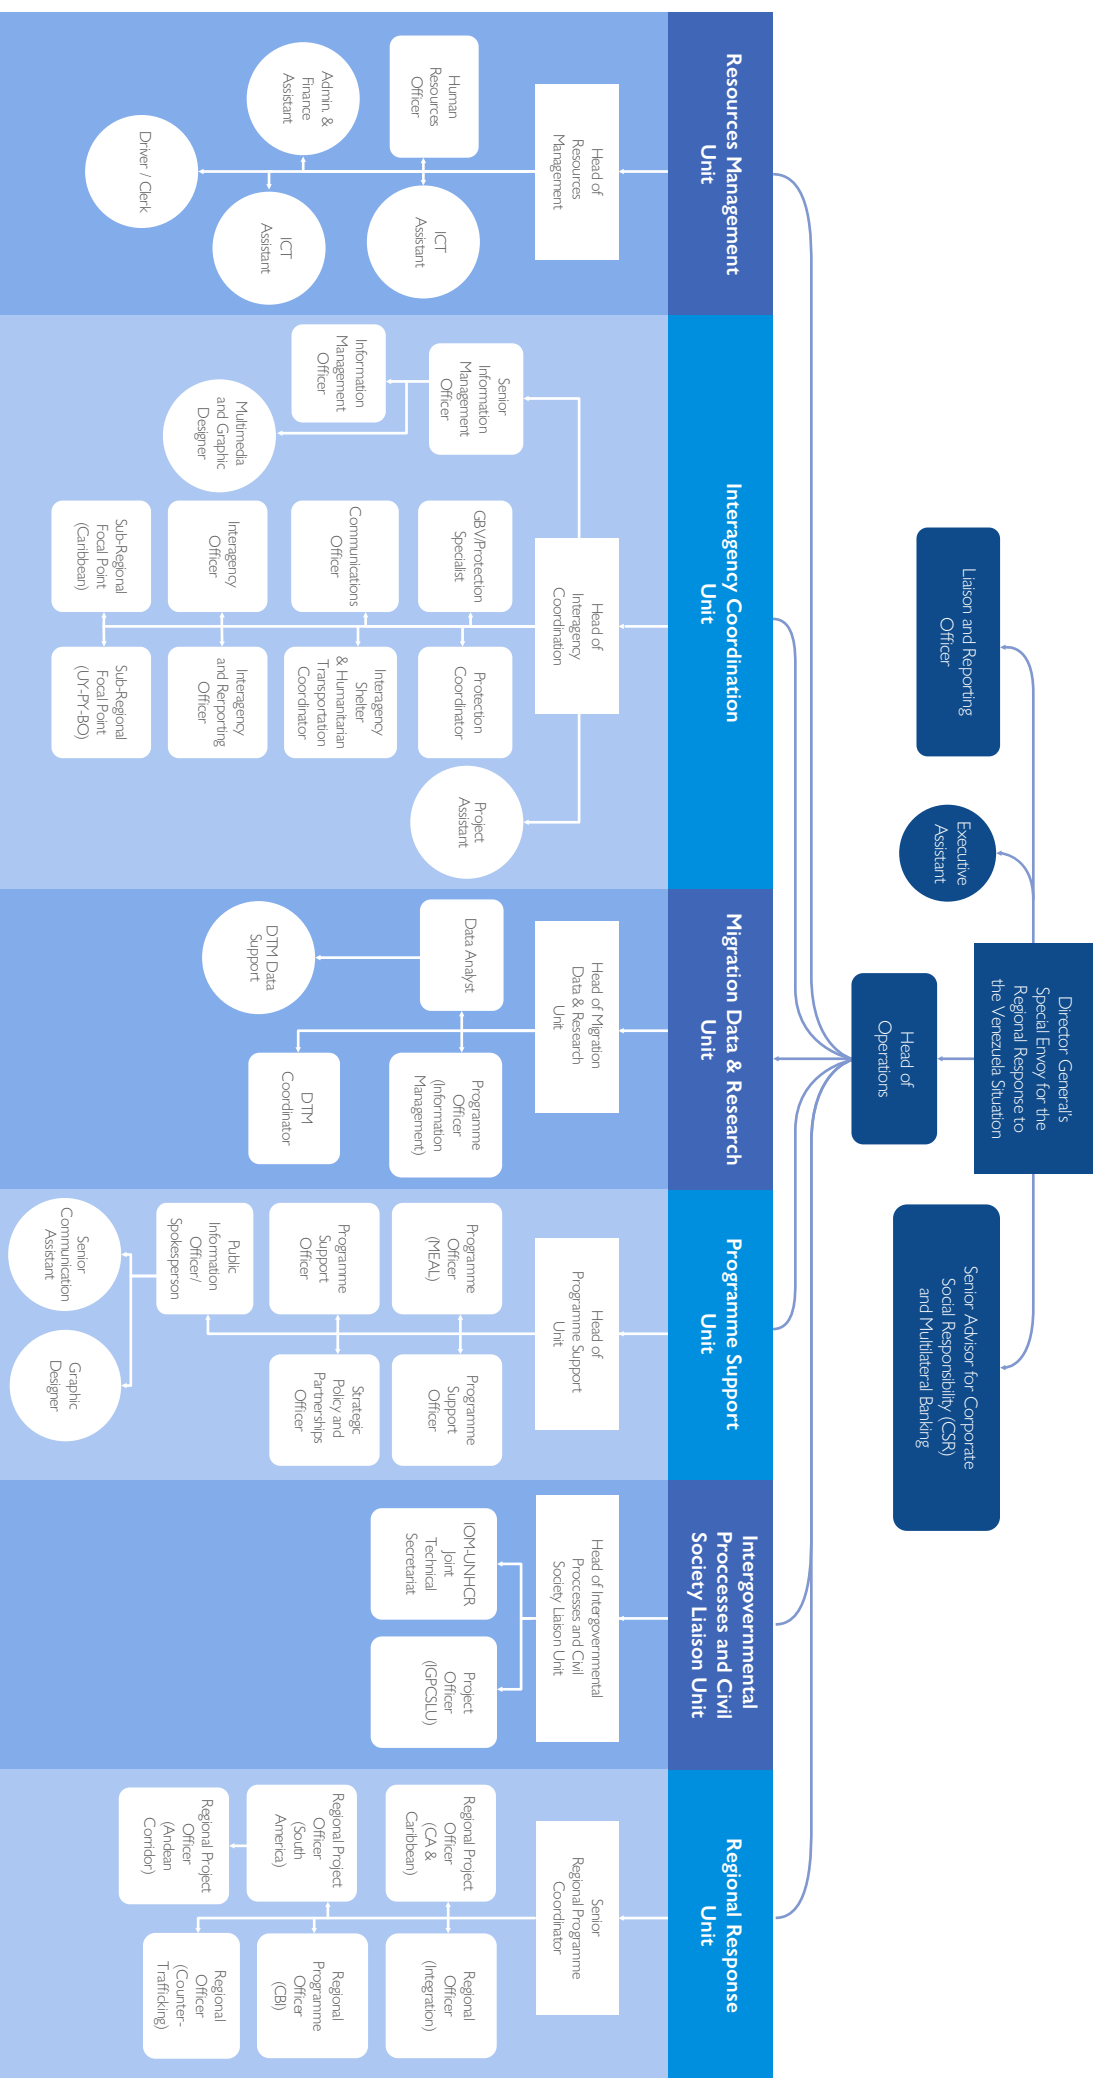 Director General's
Special Envoy for the
Regional Response to
the Venezuela Situation
Liaison and Reporting
Officer
Executive
Assistant
Senior Advisor for Corporate
Social Responsibility (CSR)
and Multilateral Banking
Head of
Operations
Resources Management
Unit
Head of
Resources
Management
Human
Resources
Officer
ICT
Assistant
Admin. &
Finance
Assistant
ICT
Assistant
Driver / Clerk
Interagency Coordination
Unit
Head of
Interagency
Coordination
Senior
Information
Management
Officer
Information
Management
Officer
Multimedia
and Graphic
Designer
GBV/Protection
Specialist
Protection
Coordinator
Communications
Officer
Interagency
Shelter
& Humanitarian
Transportation
Coordinator
Interagency
Officer
Interagency
and Rerporting
Officer
Sub-Regional
Focal Point
(Caribbean)
Sub-Regional
Focal Point
(UY-PY-BO)
Project
Assistant
Migration Data & Research
Unit
Head of Migration
Data & Research
Unit
Data Analyst
Programme
Officer
(Information
Management)
DTM Data
Support
DTM
Coordinator
Programme Support
Unit
Head of
Programme Support
Unit
Programme
Officer
(MEAL)
Programme
Support
Officer
Programme
Support
Officer
Strategic
Policy and
Partnerships
Officer
Public
Information
Officer/
Spokesperson
Senior
Communication
Assistant
Graphic
Designer
Intergovernmental
Proccesses and Civil
Society Liaison Unit
Head of Intergovernmental
Proccesses and Civil
Society Liaison Unit
IOM-UNHCR
Joint
Technical
Secretariat
Project
Officer
(IGPCSLU)
Regional Response
Unit
Senior
Regional Programme
Coordinator
Regional Project
Officer
(CA &
Caribbean)
Regional
Officer
(Integration)
Regional Project
Officer
(South
America)
Regional
Programme
Officer
(CBI)
Regional Project
Officer
(Andean
Corridor)
Regional
Officer
(Counter-
Trafficking)